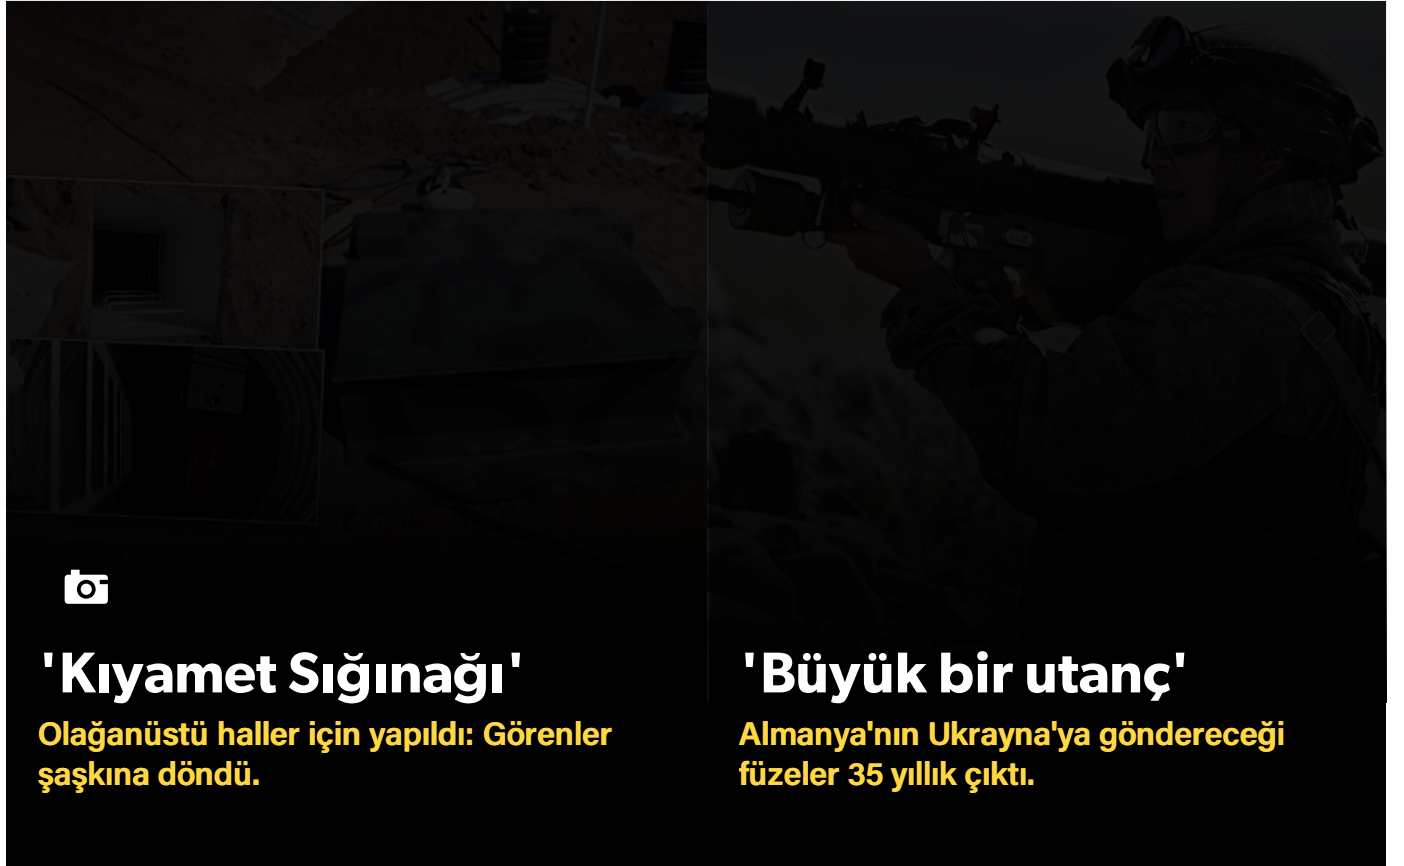 'Kıyamet Sığınağı'
Olağanüstü haller için yapıldı: Görenler
şaşkına döndü.
'Büyük bir utanç'
Almanya'nın Ukrayna'ya göndereceği
füzeler 35 yıllık çıktı.